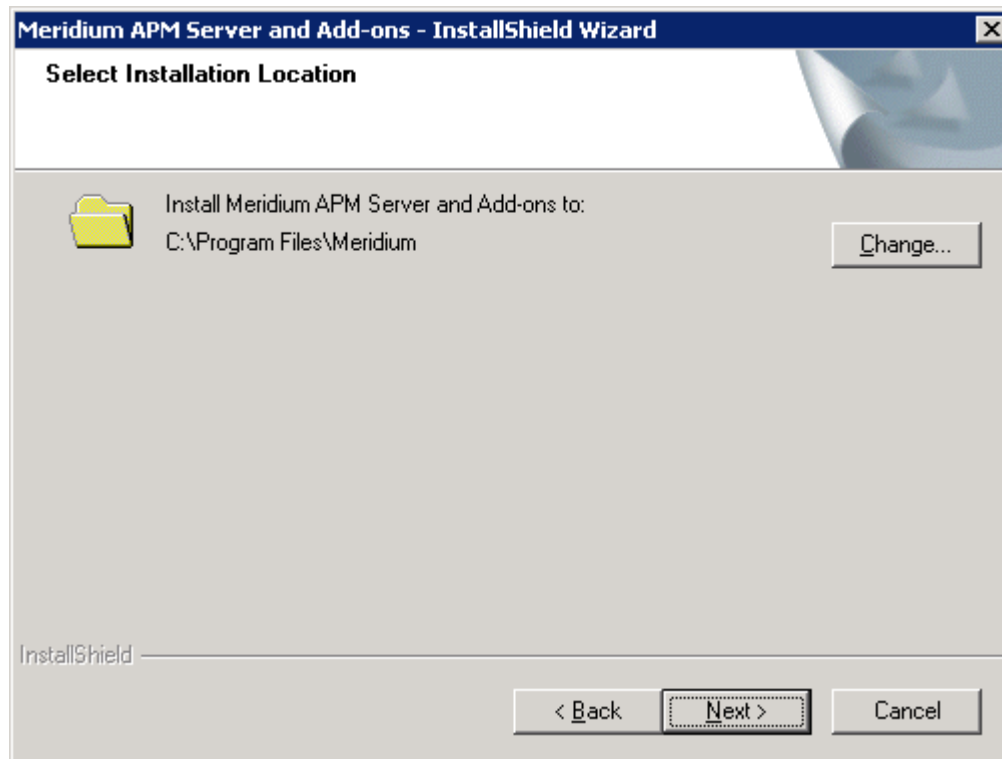 Meridium APM Server and Add-ons - InstallShield Wizard
Select Installation Location
Install Meridium APM Server and Add-ons to:
C:\Program Files\Meridium
Change...
InstallShield
< Back
Next >
Cancel